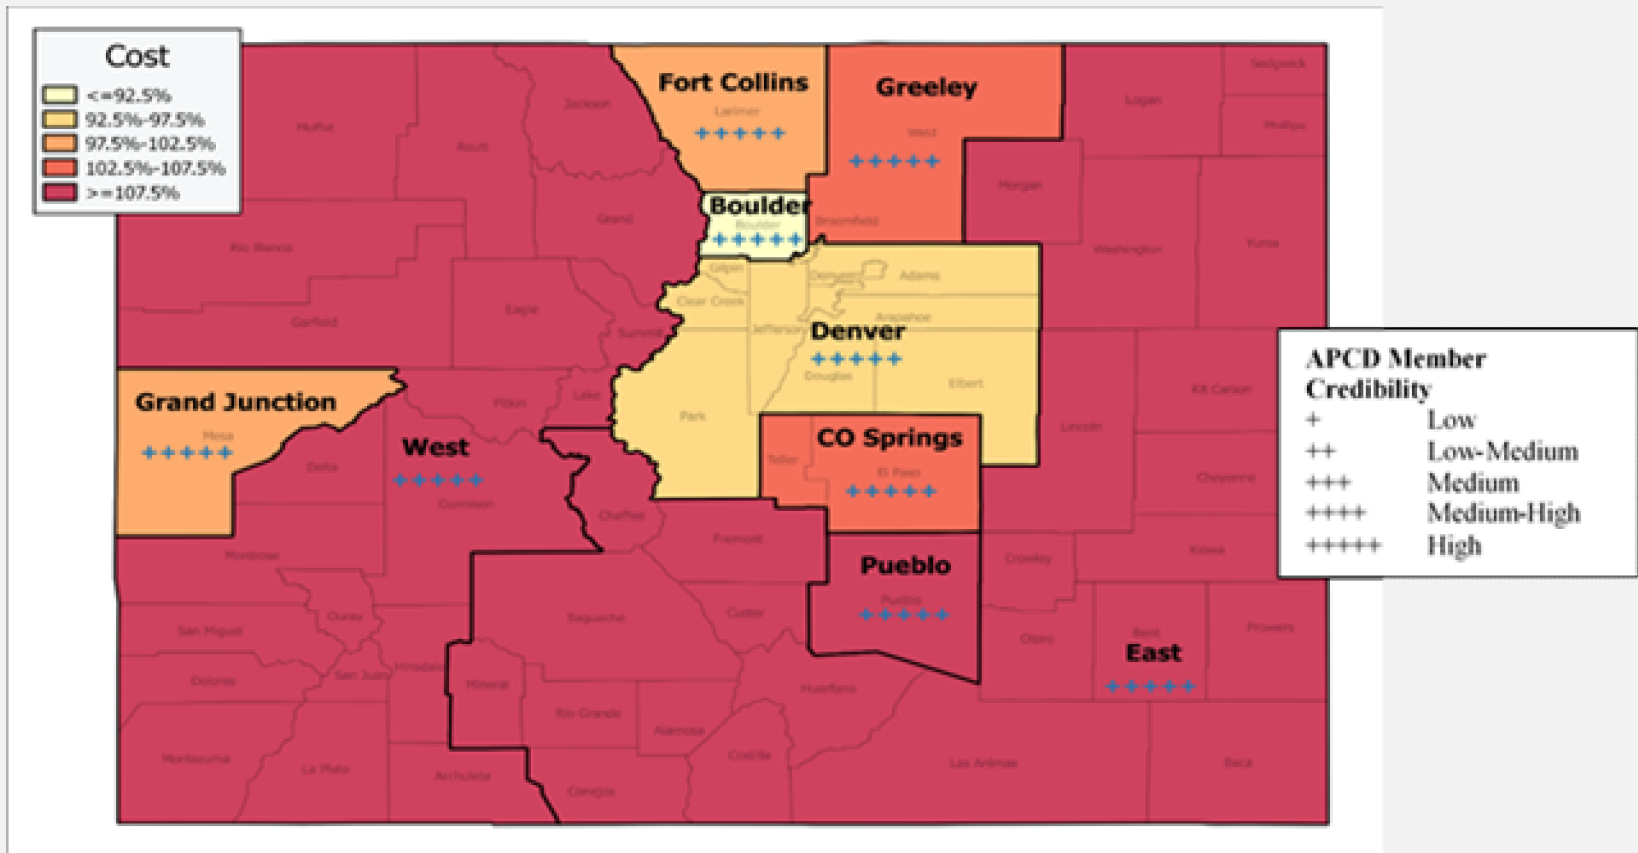 Cost
<=92.5%
92.5%-97.5%
97.5%-102.5%
102.5%-107.5%
>=107.5%
Fort Collins
Larimer
+++++
Greeley
Weld
+++++
Boulder
Boulder
+++++
Broomfield
Moffat
Routt
Jackson
Grand
Rio Blanco
Garfield
Eagle
Summit
Logan
Sedgwick
Phillips
Morgan
Washington
Yuma
Gilpin
Clear Creek
Jefferson
Denver
Adams
Arapahoe
Denver
+++++
Douglas
Elbert
Park
Grand Junction
Mesa
+++++
Pitkin
Lake
West
+++++
Delta
Gunnison
Chaffee
CO Springs
Teller
El Paso
+++++
Lincoln
Kit Carson
Cheyenne
Montrose
Fremont
Pueblo
Pueblo
+++++
Crowley
Kiowa
Ouray
San Miguel
Saguache
Custer
Otero
Bent
East
+++++
Prowers
Dolores
San Juan
Hinsdale
Mineral
Rio Grande
Alamosa
Huerfano
Montezuma
La Plata
Archuleta
Conejos
Costilla
Las Animas
Baca
APCD Member
Credibility
+ Low
++ Low-Medium
+++ Medium
++++ Medium-High
+++++ High